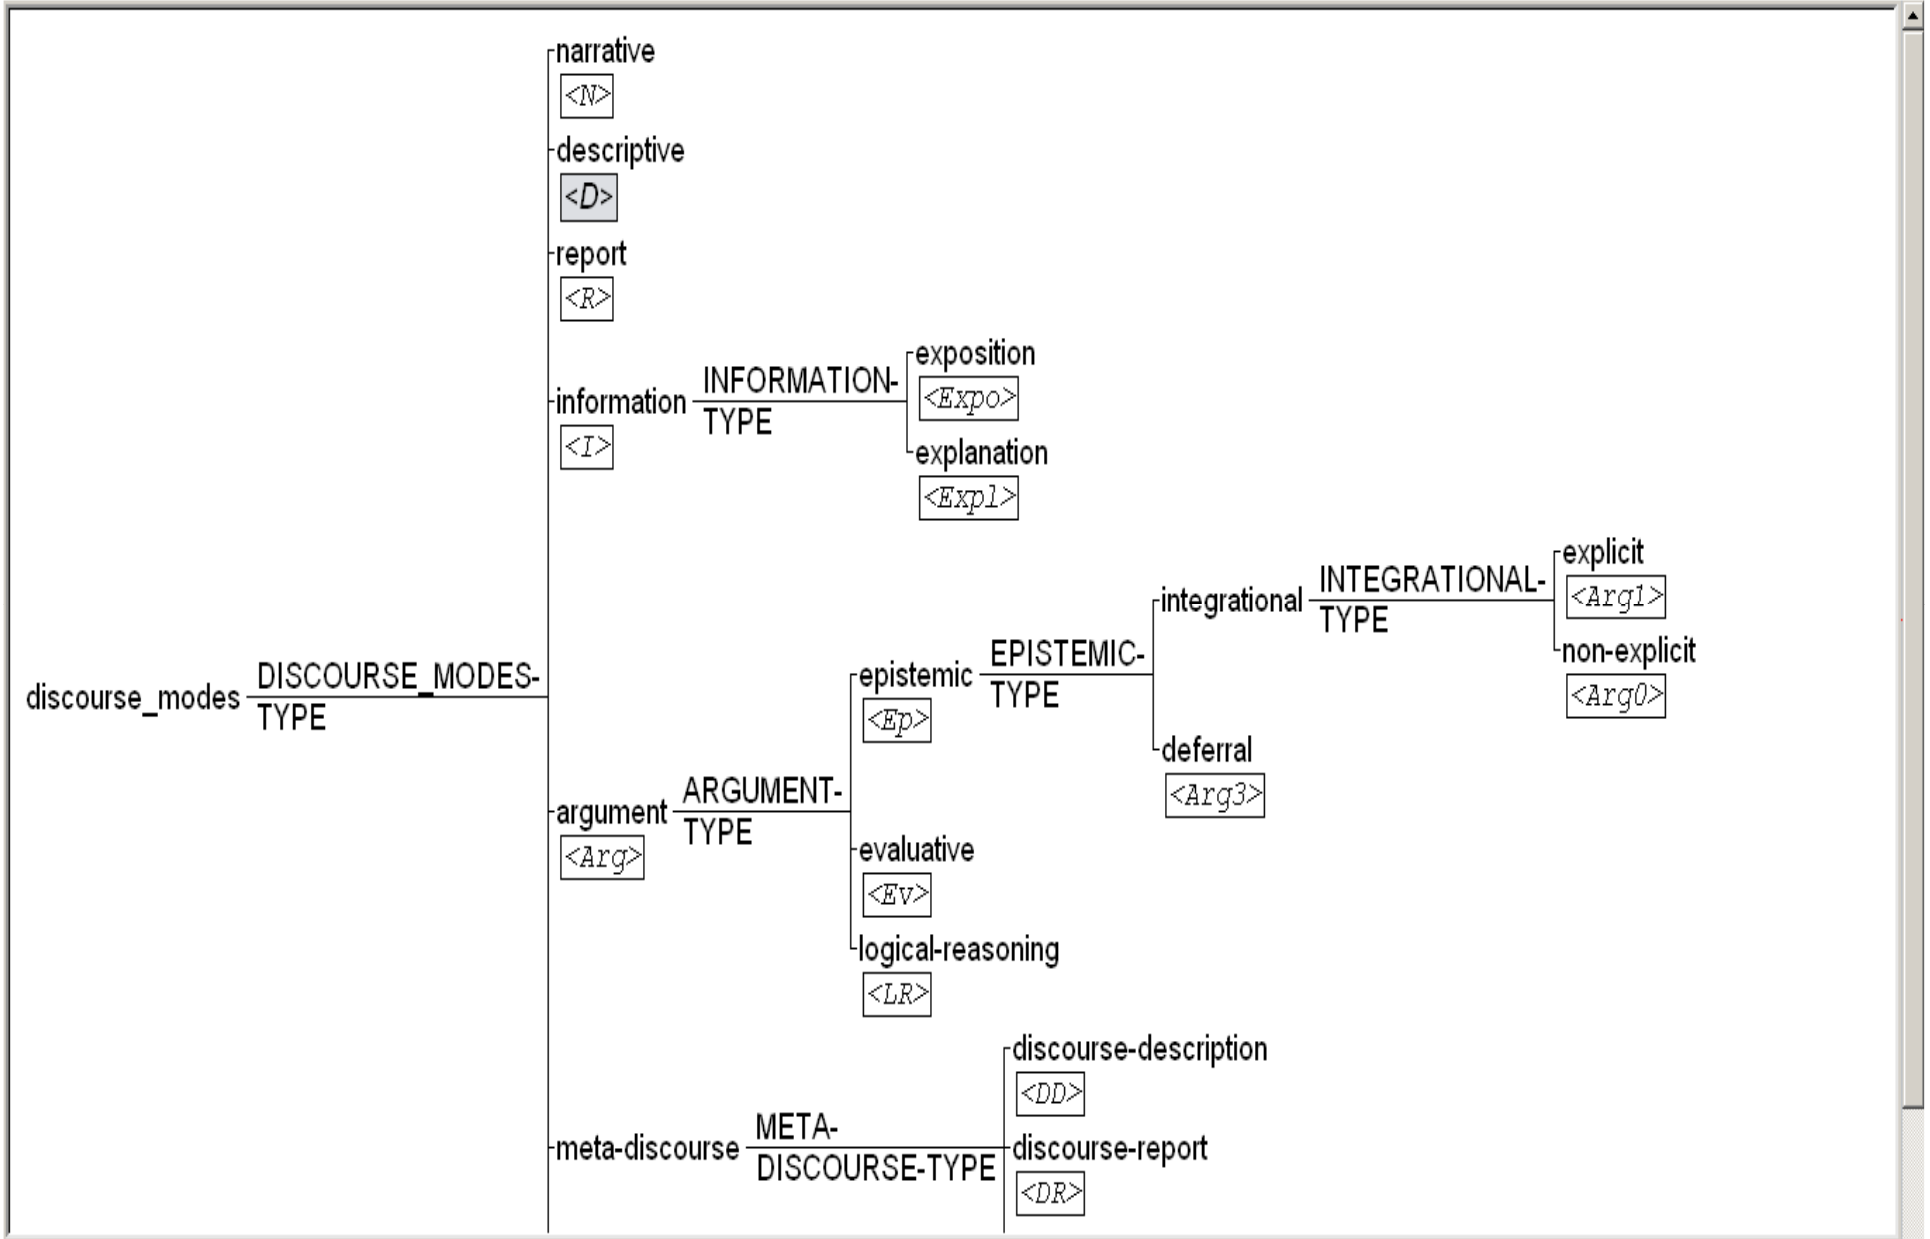 narrative
<N>
descriptive
<D>
report
<R>
information
<I>
INFORMATION-
TYPE
exposition
<Expo>
explanation
<Expl>
discourse_modes
DISCOURSE_MODES-
TYPE
argument
<Arg>
ARGUMENT-
TYPE
epistemic
<Ep>
EPISTEMIC-
TYPE
integrational
INTEGRATIONAL-
TYPE
explicit
<Arg1>
non-explicit
<Arg0>
deferral
<Arg3>
evaluative
<Ev>
logical-reasoning
<LR>
meta-discourse
META-
DISCOURSE-TYPE
discourse-description
<DD>
discourse-report
<DR>